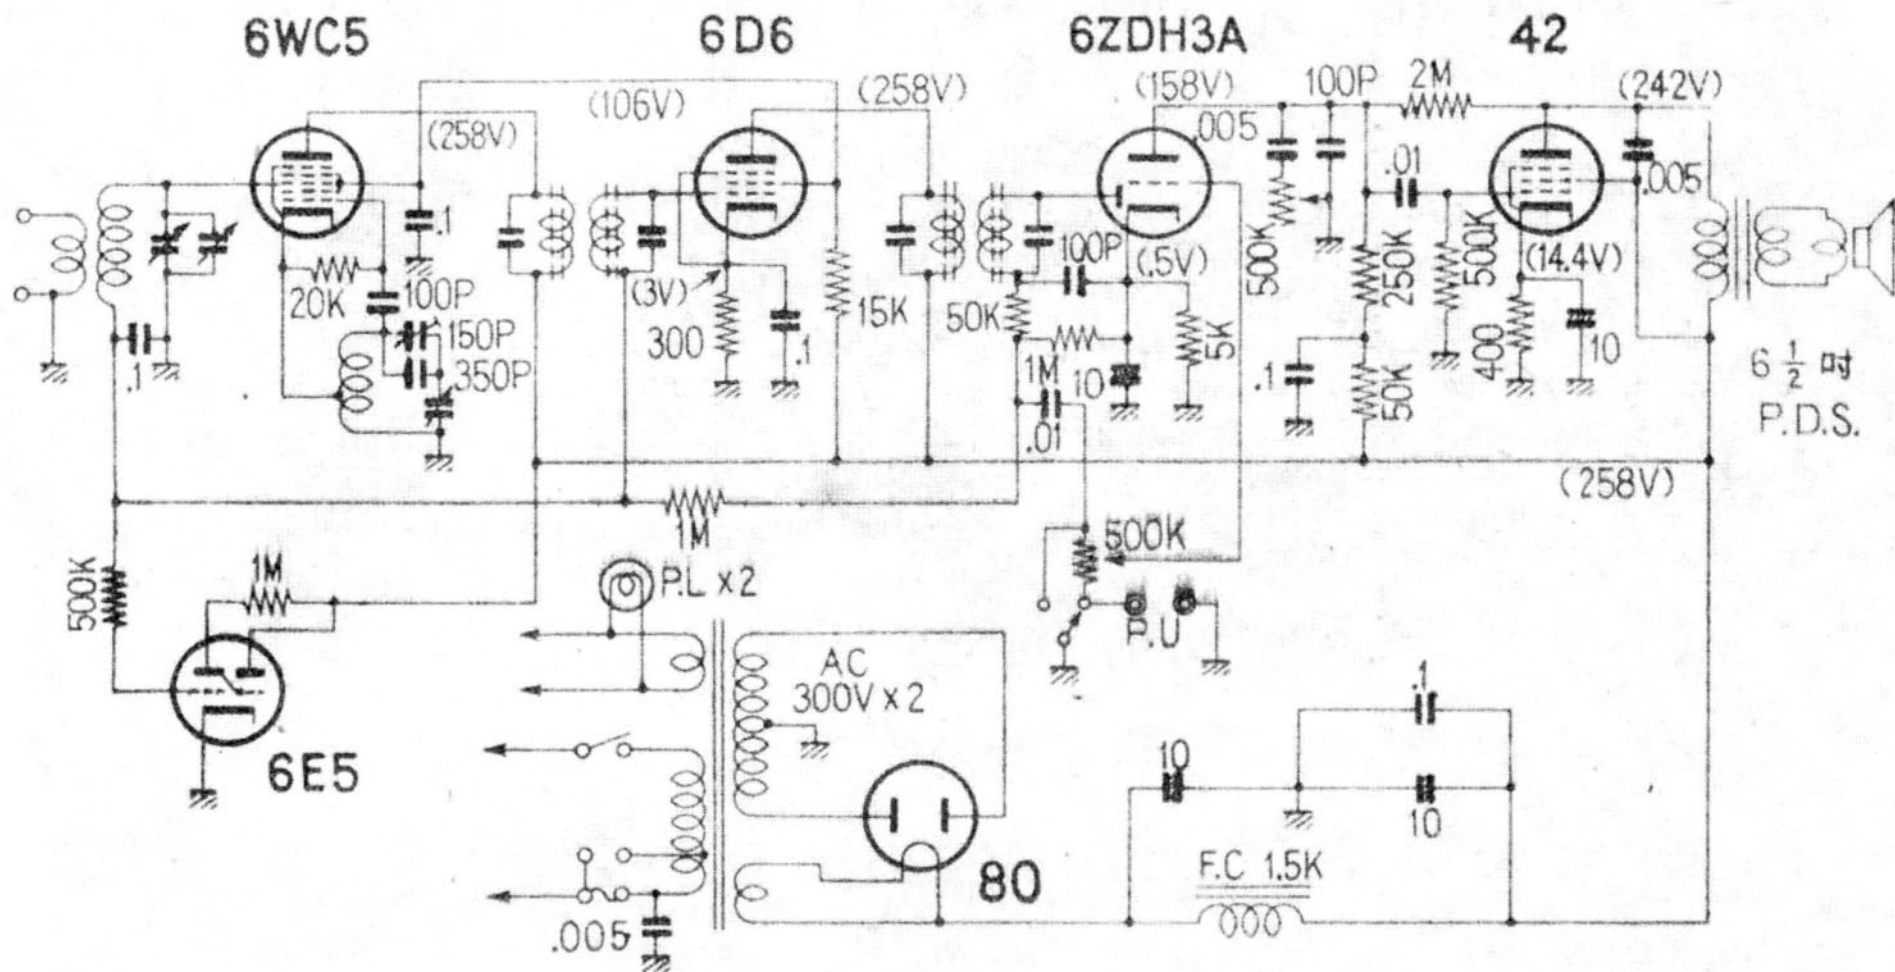 6WC5
6D6
6ZDH3A
42
(258V)
(106V)
(258V)
(158V)
100P
2M
(242V)
.005
.01
.005
.1
20K
100P
150P
350P
.1
(3V)
300
.1
15K
50K
100P
(.5V)
1M
10
.01
5K
500K
250K
500K
(14.4V)
400
10
.1
50K
6 1/2 吋
P.D.S.
(258V)
1M
500K
1M
6E5
P.L x2
500K
P.U
AC
300V x 2
80
.005
10
.1
10
F.C 1.5K